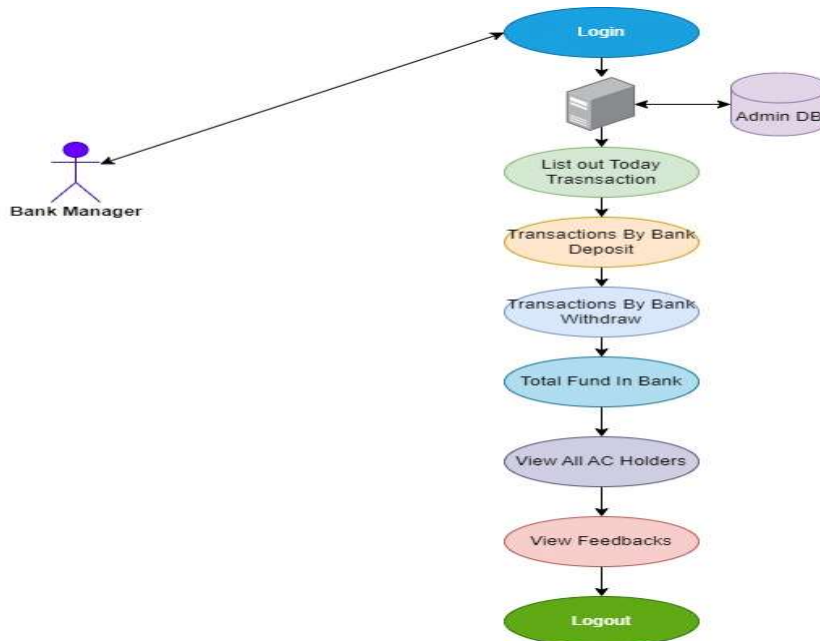 Login
Admin DB
List out Today
Trasnsaction
Bank Manager
Transactions By Bank
Deposit
Transactions By Bank
Withdraw
Total Fund In Bank
View All AC Holders
View Feedbacks
Logout